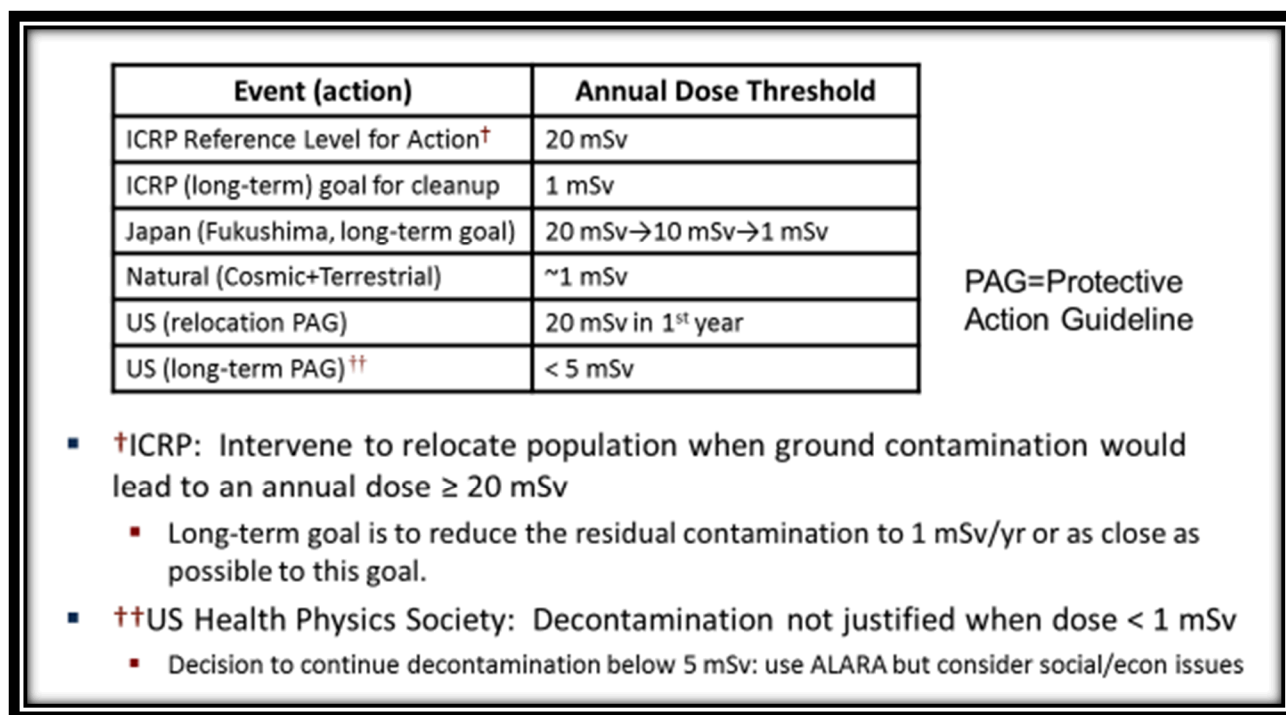 Event (action) Annual Dose Threshold
ICRP Reference Level for Action† 20 mSv
ICRP (long-term) goal for cleanup 1 mSv
Japan (Fukushima, long-term goal) 20 mSv→10 mSv→1 mSv
Natural (Cosmic+Terrestrial) ~1 mSv
US (relocation PAG) 20 mSv in 1st year
US (long-term PAG)†† < 5 mSv
PAG=Protective
Action Guideline
▪ †ICRP: Intervene to relocate population when ground contamination would
lead to an annual dose ≥ 20 mSv
▪ Long-term goal is to reduce the residual contamination to 1 mSv/yr or as close as
possible to this goal.
▪ ††US Health Physics Society: Decontamination not justified when dose < 1 mSv
▪ Decision to continue decontamination below 5 mSv: use ALARA but consider social/econ issues